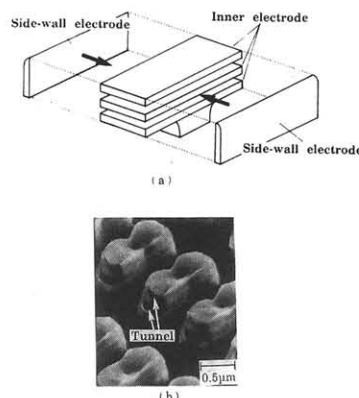 Inner electrode
Side-wall electrode
Side-wall electrode
(a)
Tunnel
0.5μm
(b)